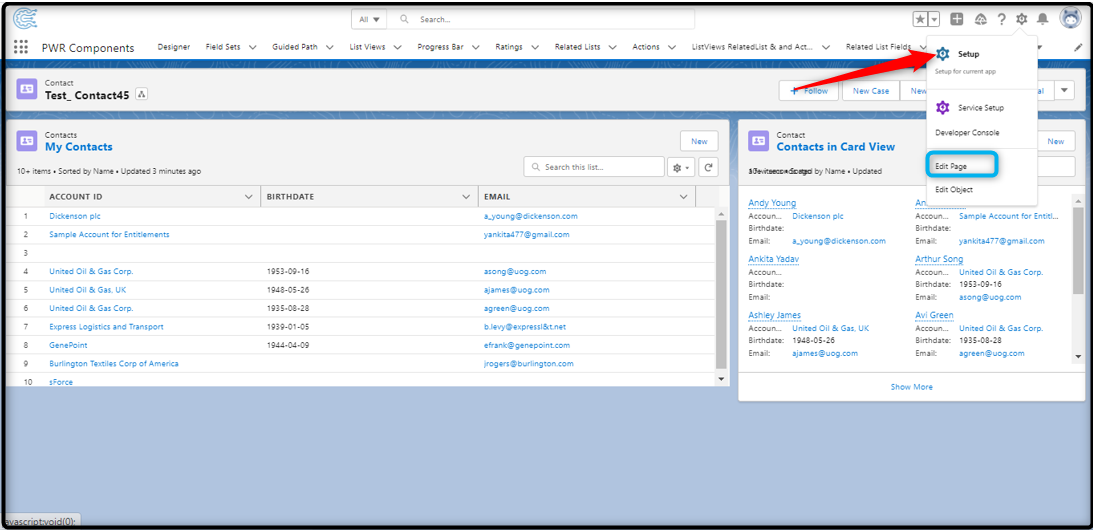 All
Search...
PWR Components
Designer
Field Sets
Guided Path
List Views
Progress Bar
Ratings
Related Lists
Actions
ListViews RelatedList & and Act...
Related List Fields
Setup
Setup for current app
Service Setup
Developer Console
Edit Page
Edit Object
Contact
Test_ Contact45
Follow
New Case
New
al
Contacts
My Contacts
New
10+ items • Sorted by Name • Updated 3 minutes ago
Search this list...
ACCOUNT ID
BIRTHDATE
EMAIL
1 Dickenson plc a_young@dickenson.com
2 Sample Account for Entitlements yankita477@gmail.com
3
4 United Oil & Gas Corp. 1953-09-16 asong@uog.com
5 United Oil & Gas, UK 1948-05-26 ajames@uog.com
6 United Oil & Gas Corp. 1935-08-28 agreen@uog.com
7 Express Logistics and Transport 1939-01-05 b.levy@expressl&t.net
8 GenePoint 1944-04-09 efrank@genepoint.com
9 Burlington Textiles Corp of America jrogers@burlington.com
10 sForce
Contact
Contacts in Card View
New
Sorted by Name • Updated
Andy Young
Accoun... Dickenson plc
Birthdate:
Email: a_young@dickenson.com
An
Accoun... Sample Account for Entitl...
Birthdate:
Email: yankita477@gmail.com
Ankita Yadav
Accoun...
Birthdate:
Email:
Arthur Song
Accoun... United Oil & Gas Corp.
Birthdate: 1953-09-16
Email: asong@uog.com
Ashley James
Accoun... United Oil & Gas, UK
Birthdate: 1948-05-26
Email: ajames@uog.com
Avi Green
Accoun... United Oil & Gas Corp.
Birthdate: 1935-08-28
Email: agreen@uog.com
Show More
avascript:void(0);